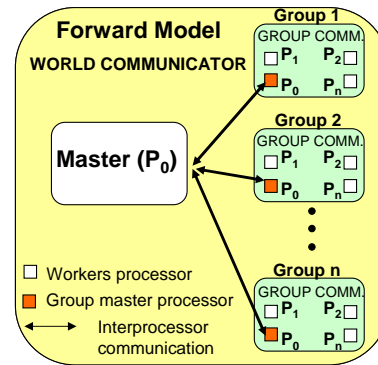 Forward Model
WORLD COMMUNICATOR
Master (P0)
Group 1
GROUP COMM.
P1 P2
P0 Pn
Group 2
GROUP COMM.
P1 P2
P0 Pn
Group n
GROUP COMM.
P1 P2
P0 Pn
Workers processor
Group master processor
Interprocessor
communication